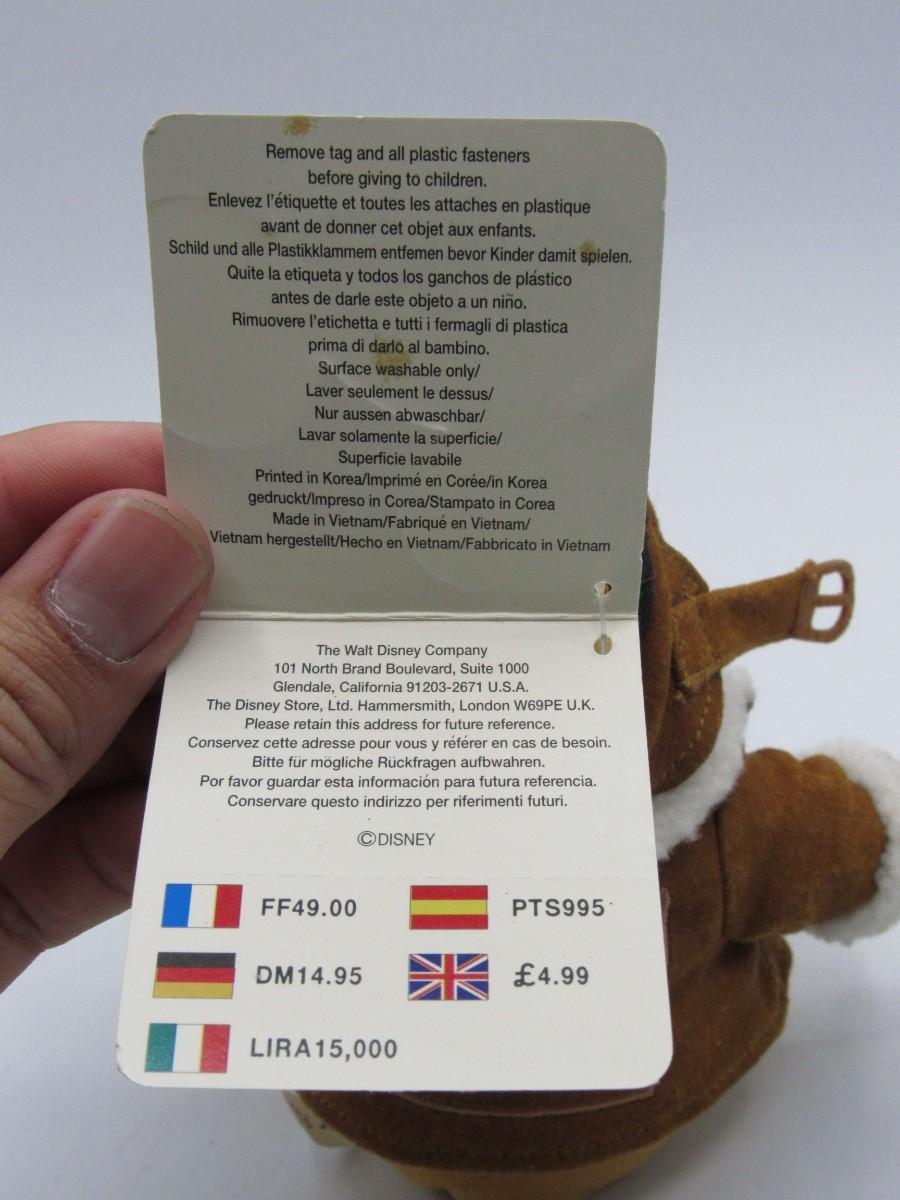 Remove tag and all plastic fasteners
before giving to children.
Enlevez l'étiquette et toutes les attaches en plastique
avant de donner cet objet aux enfants.
Schild und alle Plastikklammem entfemen bevor Kinder damit spielen.
Quite la etiqueta y todos los ganchos de plástico
antes de darle este objeto a un niño.
Rimuovere l'etichetta e tutti i fermagli di plastica
prima di darlo al bambino.
Surface washable only/
Laver seulement le dessus/
Nur aussen abwaschbar/
Lavar solamente la superficie/
Superficie lavabile
Printed in Korea/Imprimé en Corée/in Korea
gedruckt/Impreso in Corea/Stampato in Corea
Made in Vietnam/Fabriqué en Vietnam/
Vietnam hergestellt/Hecho en Vietnam/Fabbricato in Vietnam
The Walt Disney Company
101 North Brand Boulevard, Suite 1000
Glendale, California 91203-2671 U.S.A.
The Disney Store, Ltd. Hammersmith, London W69PE U.K.
Please retain this address for future reference.
Conservez cette adresse pour vous y référer en cas de besoin.
Bitte für mögliche Rückfragen aufbwahren.
Por favor guardar esta información para futura referencia.
Conservare questo indirizzo per riferimenti futuri.
©DISNEY
FF49.00 PTS995
DM14.95 £4.99
LIRA15,000